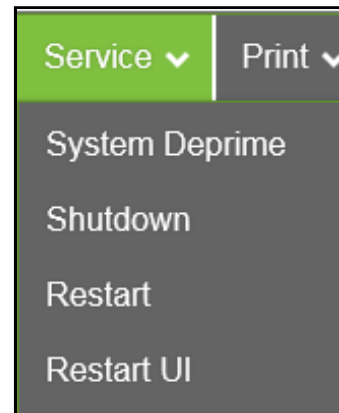 Service Print
System Deprime
Shutdown
Restart
Restart UI